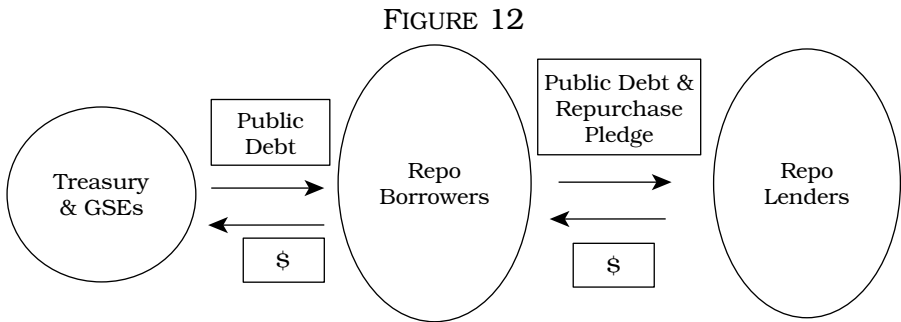 FIGURE 12
Treasury
& GSEs
Public
Debt
$
Repo
Borrowers
Public Debt &
Repurchase
Pledge
$
Repo
Lenders